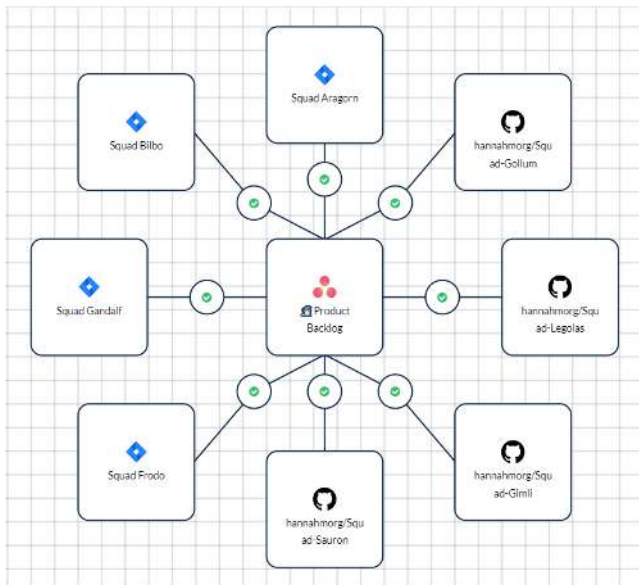 Squad Aragorn
Squad Bilbo
hannahmorg/Squ
ad-Gollum
Squad Gandalf
Product
Backlog
hannahmorg/Squ
ad-Legolas
Squad Frodo
hannahmorg/Squ
ad-Sauron
hannahmorg/Squ
ad-Gimli